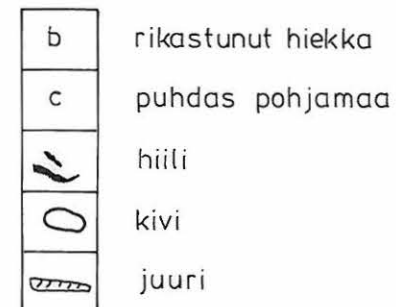 b rikastunut hiekka
c puhdas pohjamaa
hiili
kivi
juuri